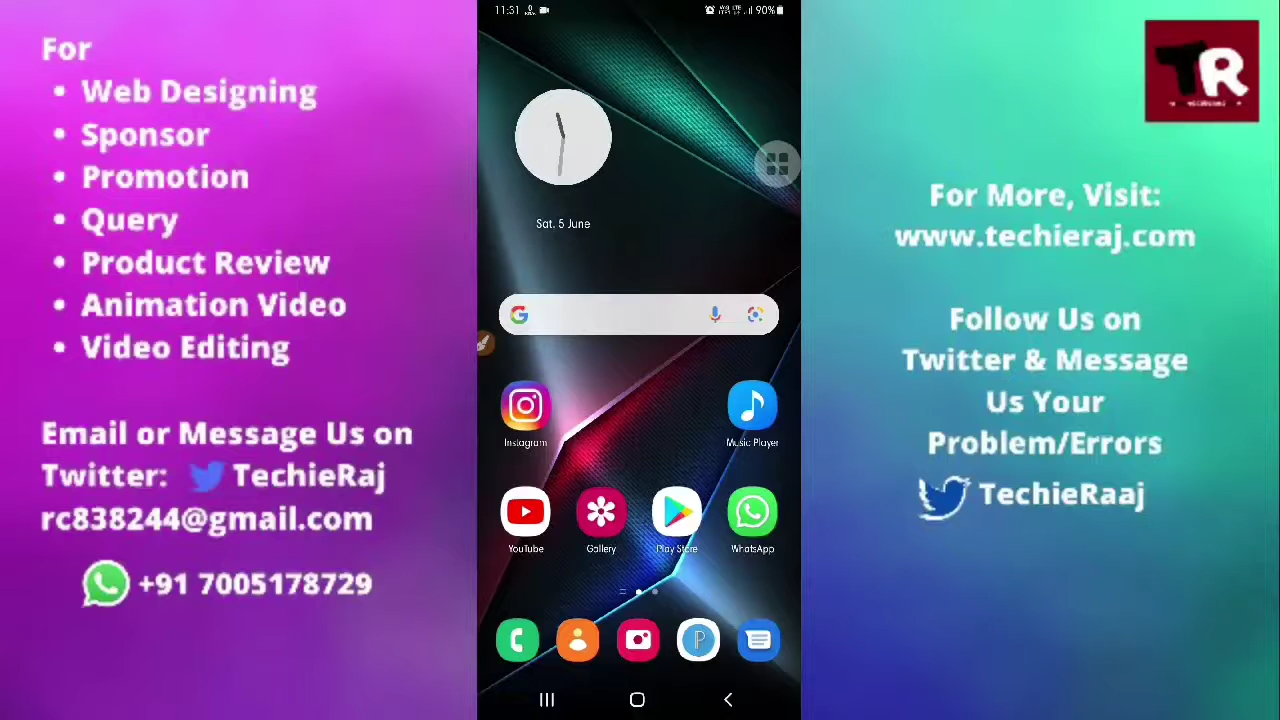 For
• Web Designing
• Sponsor
• Promotion
• Query
• Product Review
• Animation Video
• Video Editing
Email or Message Us on
Twitter: TechieRaj
rc838244@gmail.com
+91 7005178729
11:31
90%
Sat, 5 June
Instagram
Music Player
YouTube
Gallery
Play Store
WhatsApp
TR
For More, Visit:
www.techieraj.com
Follow Us on
Twitter & Message
Us Your
Problem/Errors
TechieRaaj